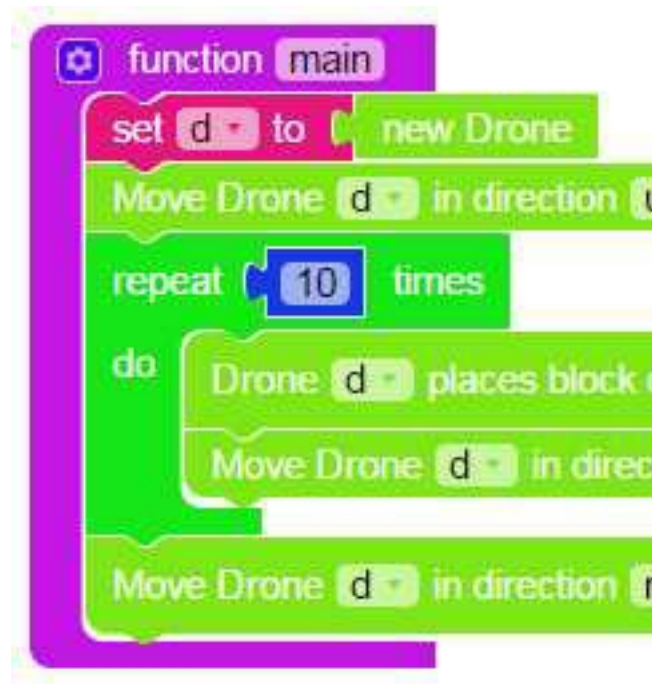 function main
set d to new Drone
Move Drone d in direction
repeat 10 times
do
Drone d places block
Move Drone d in direc
Move Drone d in direction